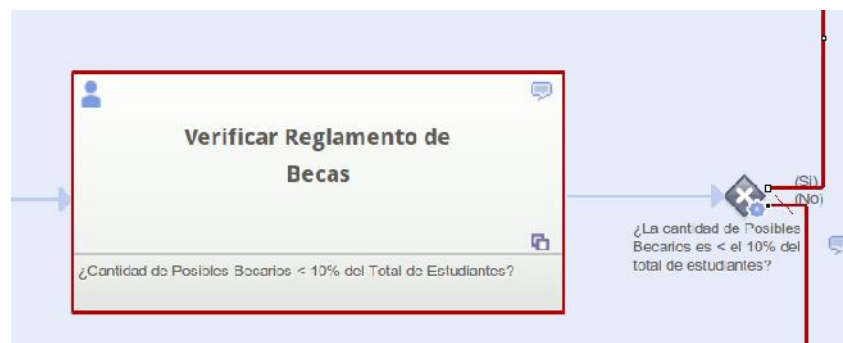 Verificar Reglamento de
Becas
¿Cantidad de Posibles Becarios < 10% del Total de Estudiantes?
(Si)
(No)
¿La cantidad de Posibles
Becarios es < el 10% del
total de estudiantes?